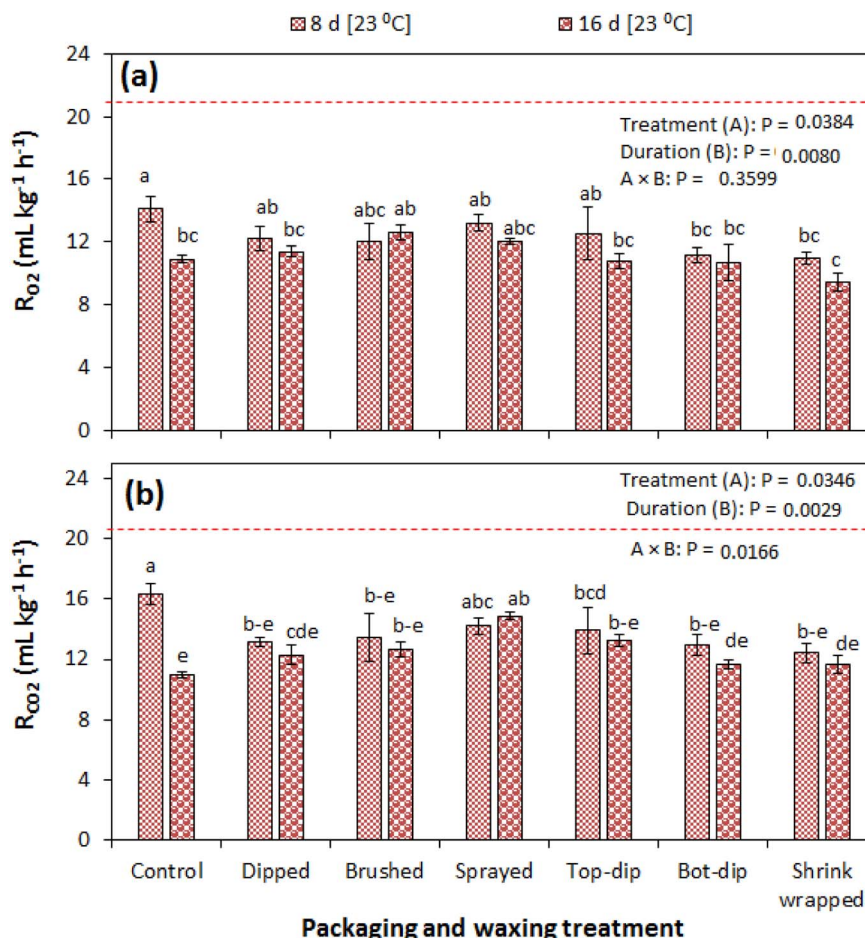 8 d [23 ⁰C] 16 d [23 ⁰C]
(a)
24
20
16
12
8
4
0
R_O2 (mL kg⁻¹ h⁻¹)
Treatment (A): P = 0.0384
Duration (B): P = 0.0080
A × B: P = 0.3599
a bc ab bc abc ab ab abc ab bc bc bc bc c
(b)
24
20
16
12
8
4
0
R_CO2 (mL kg⁻¹ h⁻¹)
Treatment (A): P = 0.0346
Duration (B): P = 0.0029
A × B: P = 0.0166
a e b-e cde b-e b-e abc ab bcd b-e b-e de b-e de
Control Dipped Brushed Sprayed Top-dip Bot-dip Shrink
wrapped
Packaging and waxing treatment